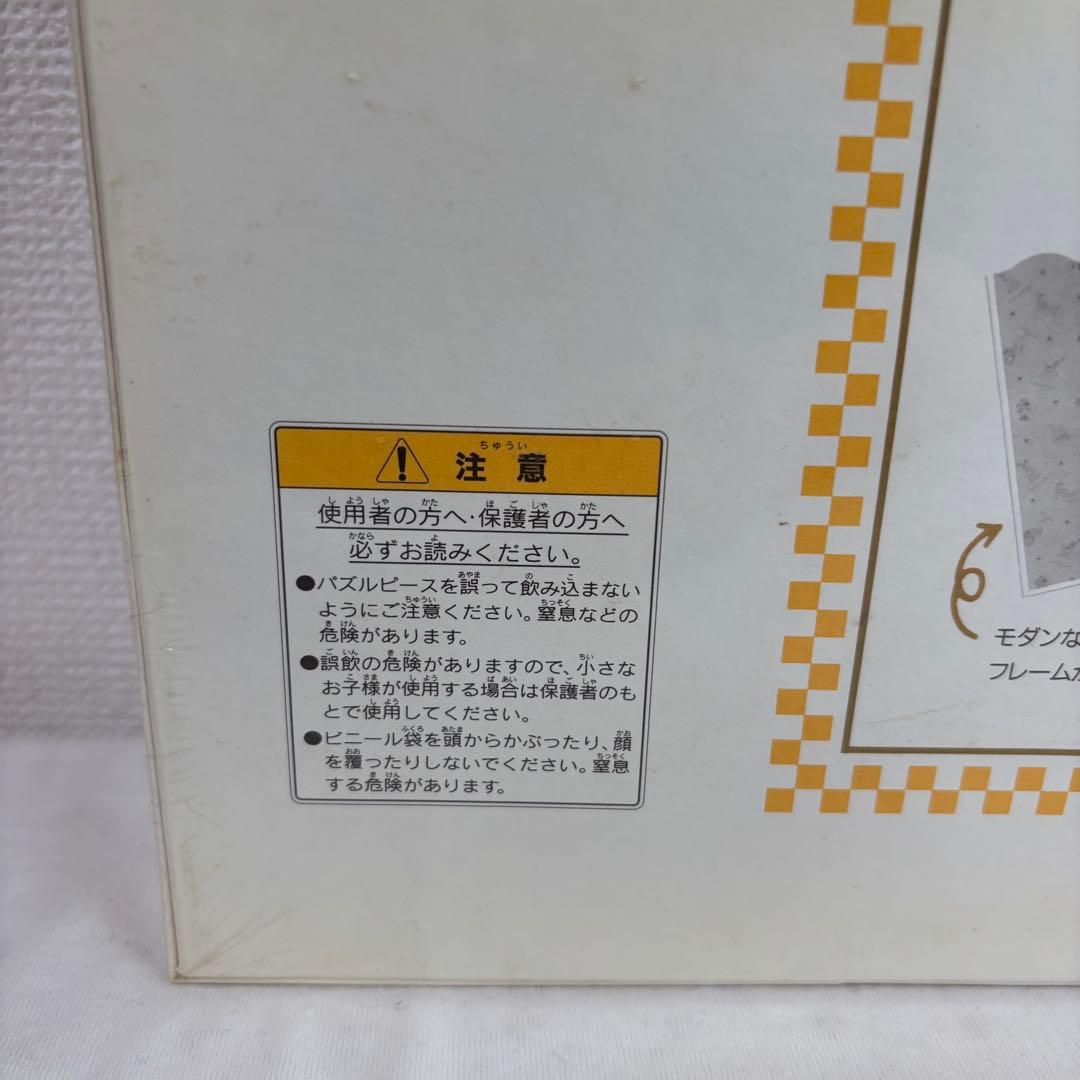 注意
使用者の方へ・保護者の方へ
必ずお読みください。
●パズルピースを誤って飲み込まない
ようにご注意ください。窒息などの
危険があります。
●誤飲の危険がありますので、小さな
お子様が使用する場合は保護者のも
とで使用してください。
●ビニール袋を頭からかぶったり、顔
を覆ったりしないでください。窒息
する危険があります。
モダンな
フレームが